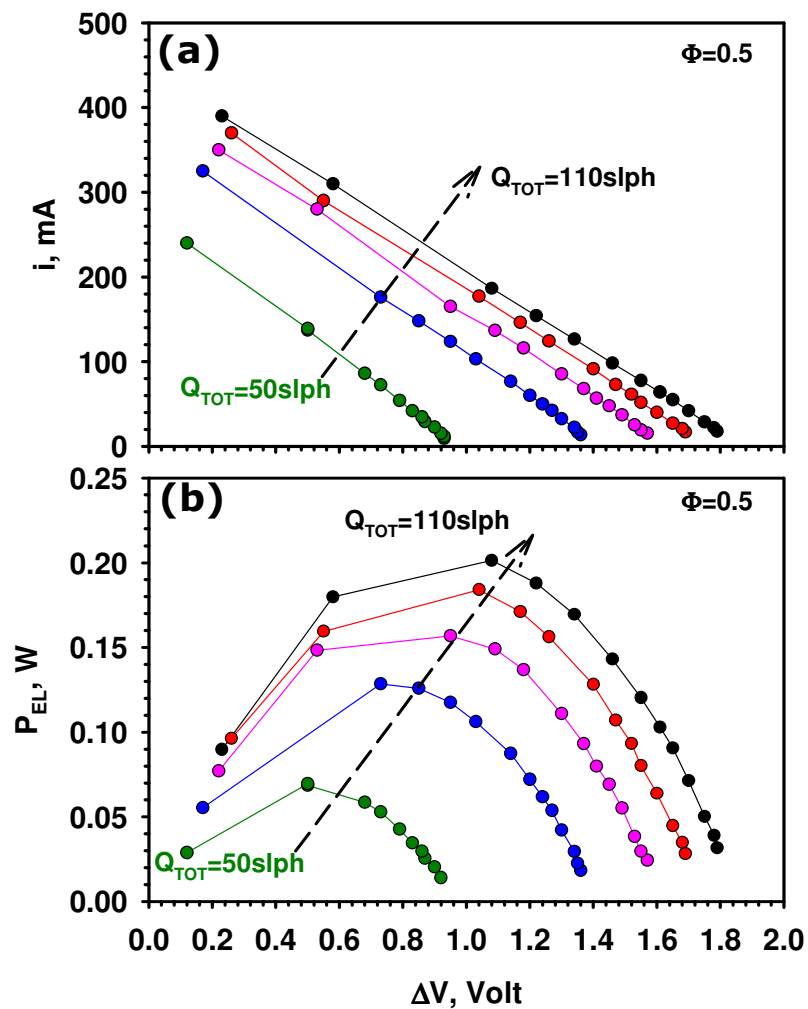 500
(a)
Φ=0.5
400
Q_TOT=110slph
300
i, mA
200
100
Q_TOT=50slph
0
0.25
(b)
Φ=0.5
Q_TOT=110slph
0.20
0.15
P_EL, W
0.10
0.05
Q_TOT=50slph
0.00
0.0 0.2 0.4 0.6 0.8 1.0 1.2 1.4 1.6 1.8 2.0
ΔV, Volt